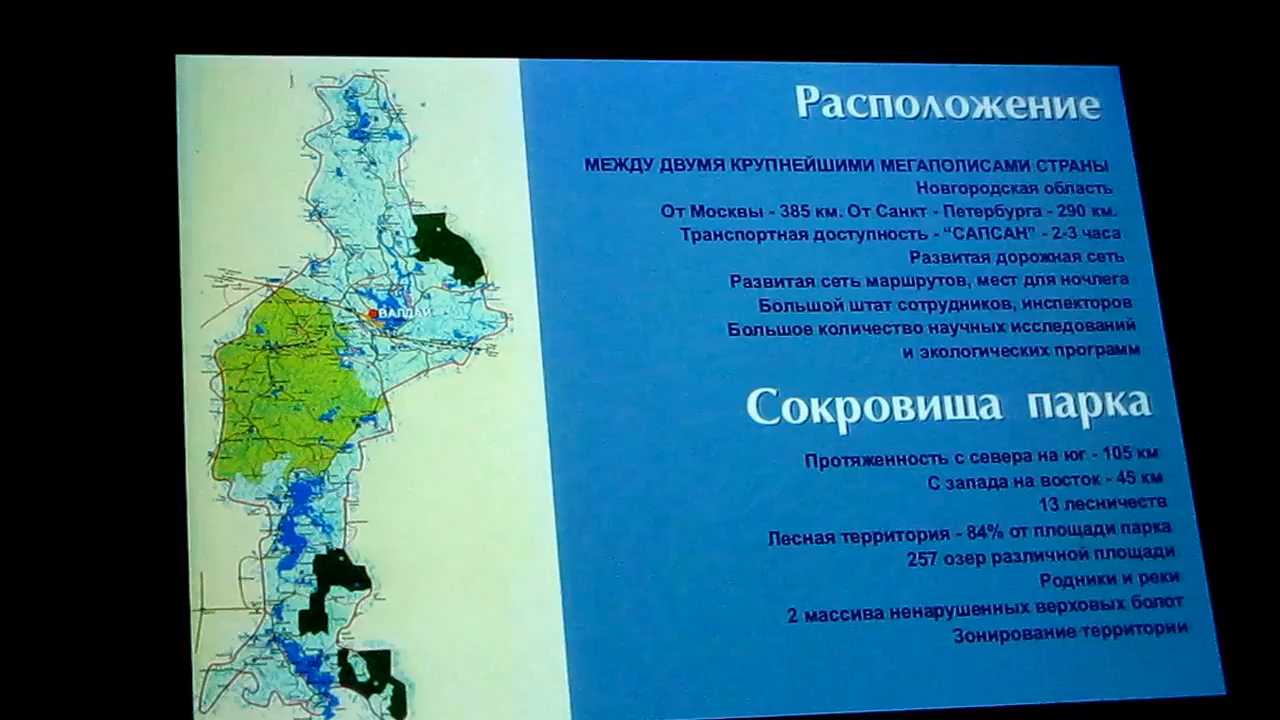 Расположение
МЕЖДУ ДВУМЯ КРУПНЕЙШИМИ МЕГАПОЛИСАМИ СТРАНЫ
Новгородская область
От Москвы - 385 км. От Санкт - Петербурга - 290 км.
Транспортная доступность - “САПСАН” - 2-3 часа
Развитая дорожная сеть
Развитая сеть маршрутов, мест для ночлега
Большой штат сотрудников, инспекторов
Большое количество научных исследований
и экологических программ
Сокровища парка
Протяженность с севера на юг - 105 км
С запада на восток - 45 км
13 лесничеств
Лесная территория - 84% от площади парка
257 озер различной площади
Родники и реки
2 массива ненарушенных верховых болот
Зонирование территории
ВАЛДАЙ